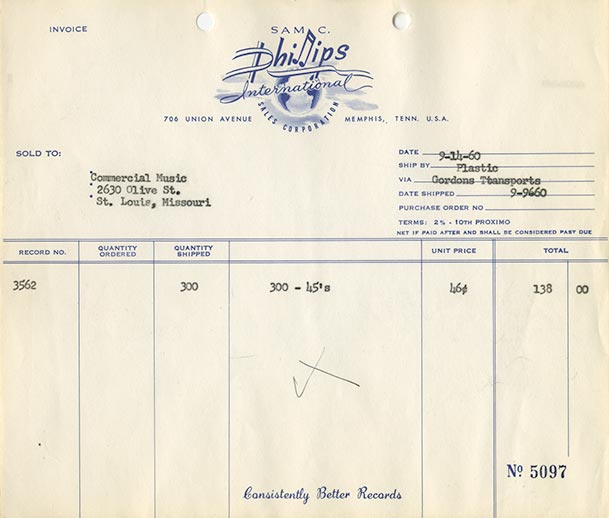 INVOICE
SAM C.
Phillips
International
SALES CORPORATION
706 UNION AVENUE MEMPHIS, TENN. U.S.A.
SOLD TO:
Commercial Music
2630 Olive St.
St. Louis, Missouri
DATE 9-14-60
SHIP BY Plastic
VIA Gordons Ttansports
DATE SHIPPED 9-9660
PURCHASE ORDER NO
TERMS: 2% - 10TH PROXIMO
NET IF PAID AFTER AND SHALL BE CONSIDERED PAST DUE
RECORD NO. QUANTITY ORDERED QUANTITY SHIPPED UNIT PRICE TOTAL
3562 300 300 - 45's 46¢ 138 00
No 5097
Consistently Better Records